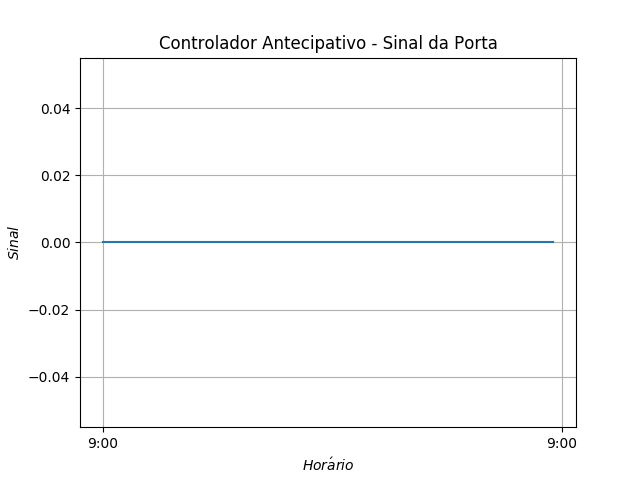 Controlador Antecipativo - Sinal da Porta
0.04
0.02
0.00
−0.02
−0.04
Sinal
9:00 9:00
Horário